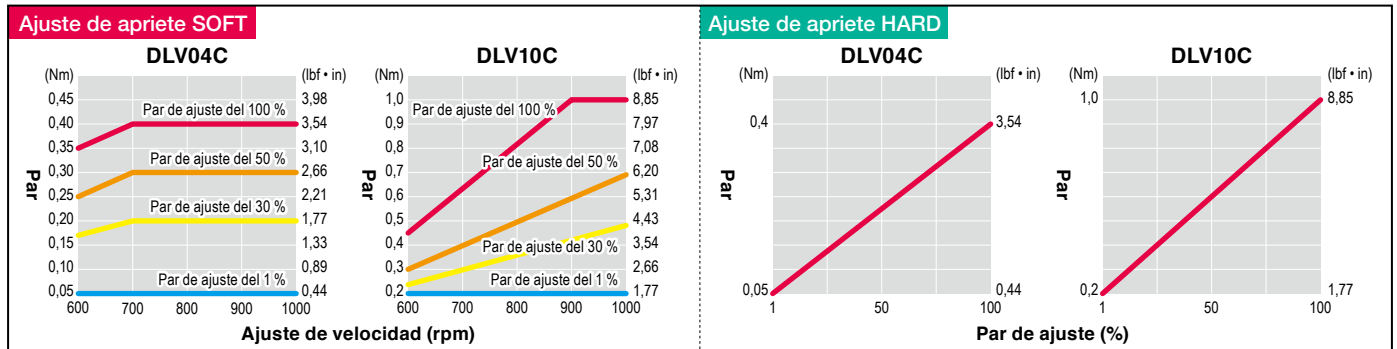 Ajuste de apriete SOFT
DLV04C
(Nm)
(lbf • in)
0,45
0,40
0,35
0,30
0,25
0,20
0,15
0,10
0,05
3,98
3,54
3,10
2,66
2,21
1,77
1,33
0,89
0,44
Par
Par de ajuste del 100 %
Par de ajuste del 50 %
Par de ajuste del 30 %
Par de ajuste del 1 %
600 700 800 900 1000
DLV10C
(Nm)
(lbf • in)
1,0
0,9
0,8
0,7
0,6
0,5
0,4
0,3
0,2
8,85
7,97
7,08
6,20
5,31
4,43
3,54
2,66
1,77
Par
Par de ajuste del 100 %
Par de ajuste del 50 %
Par de ajuste del 30 %
Par de ajuste del 1 %
600 700 800 900 1000
Ajuste de velocidad (rpm)
Ajuste de apriete HARD
DLV04C
(Nm)
(lbf • in)
0,4
0,05
3,54
0,44
Par
1 50 100
DLV10C
(Nm)
(lbf • in)
1,0
0,2
8,85
1,77
Par
1 50 100
Par de ajuste (%)